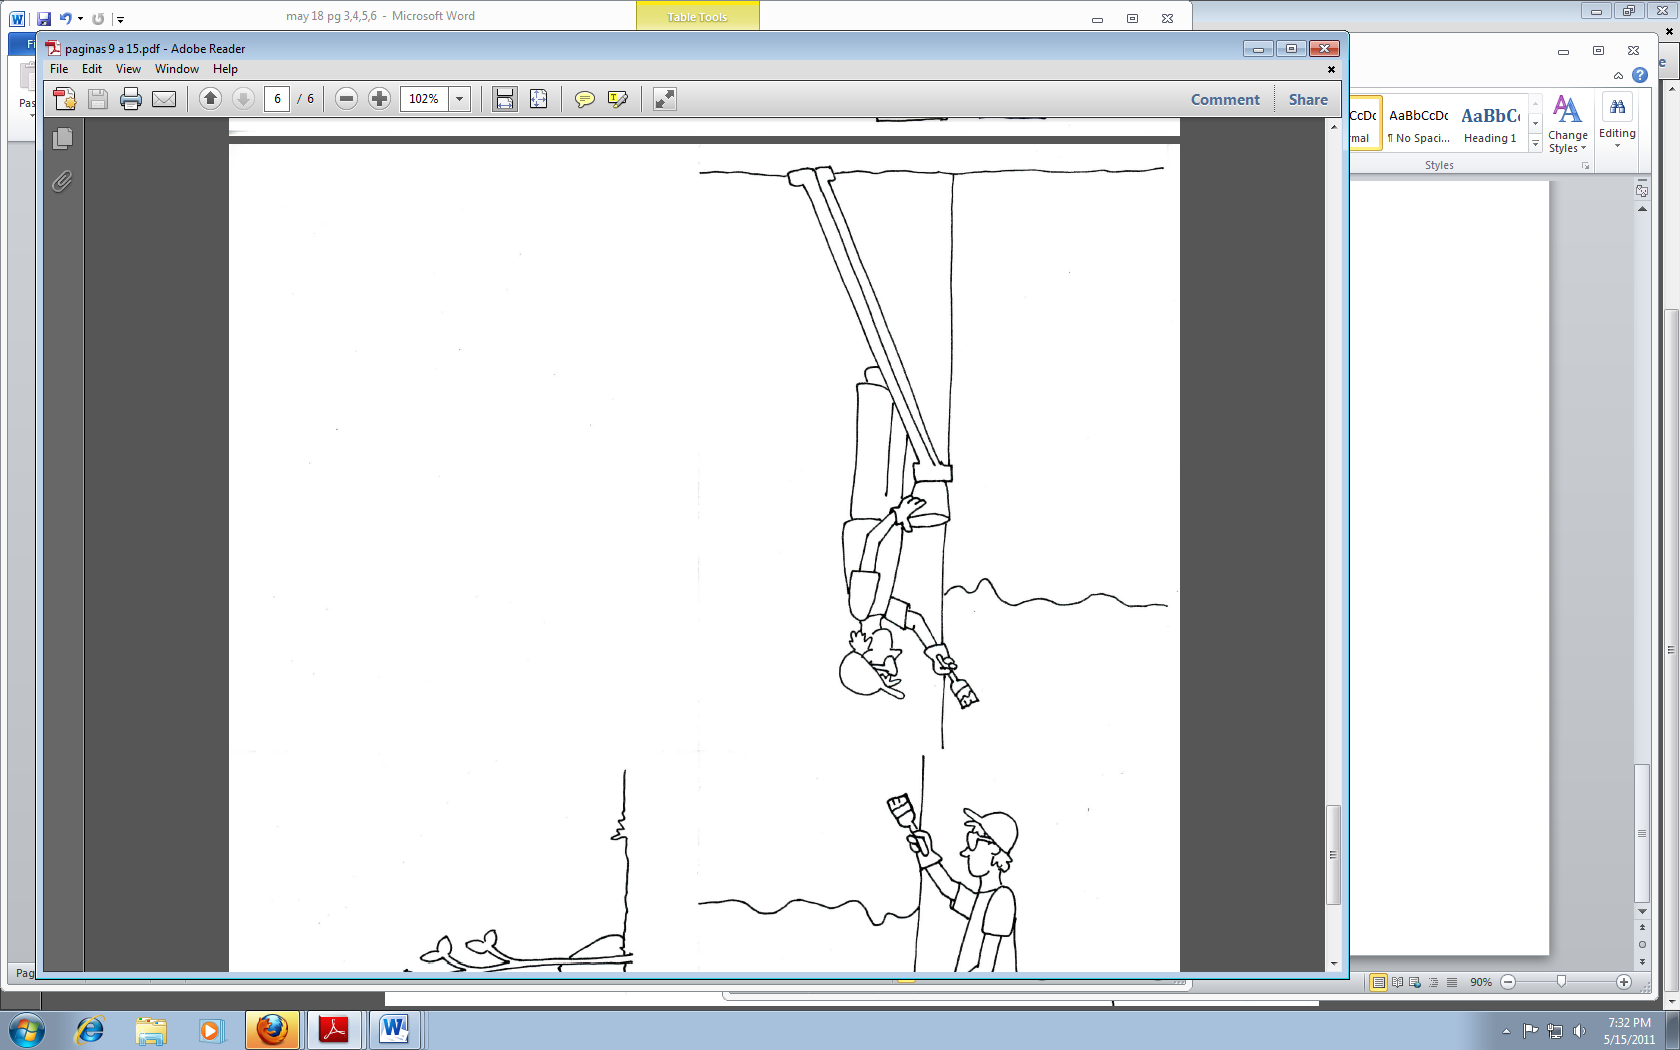 may 18 pg 3,4,5,6 - Microsoft Word
Table Tools
paginas 9 a 15.pdf - Adobe Reader
File Edit View Window Help
6 / 6
102%
Comment Share
AaBbCcDc AaBbC
¶ No Spaci... Heading 1
Change
Styles
Editing
Styles
90%
7:32 PM
5/15/2011